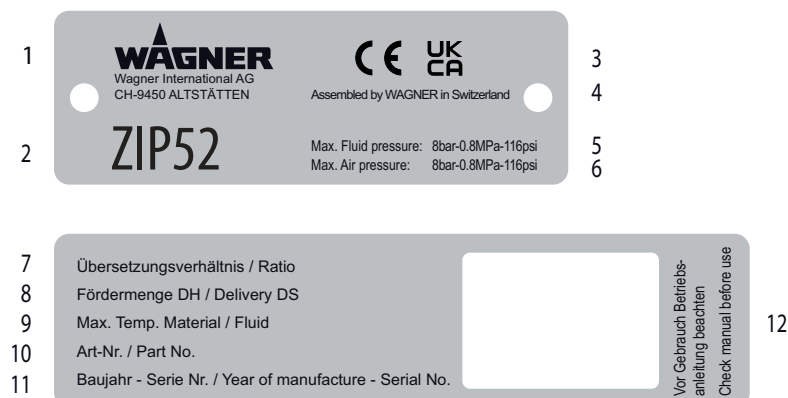 1
WAGNER
CE UK CA
3
Wagner International AG
CH-9450 ALTSTÄTTEN
Assembled by WAGNER in Switzerland
4
2
ZIP52
Max. Fluid pressure: 8bar-0.8MPa-116psi
5
Max. Air pressure: 8bar-0.8MPa-116psi
6
7
Übersetzungsverhältnis / Ratio
8
Fördermenge DH / Delivery DS
9
Max. Temp. Material / Fluid
10
Art-Nr. / Part No.
11
Baujahr - Serie Nr. / Year of manufacture - Serial No.
Vor Gebrauch Betriebs-
anleitung beachten
Check manual before use
12